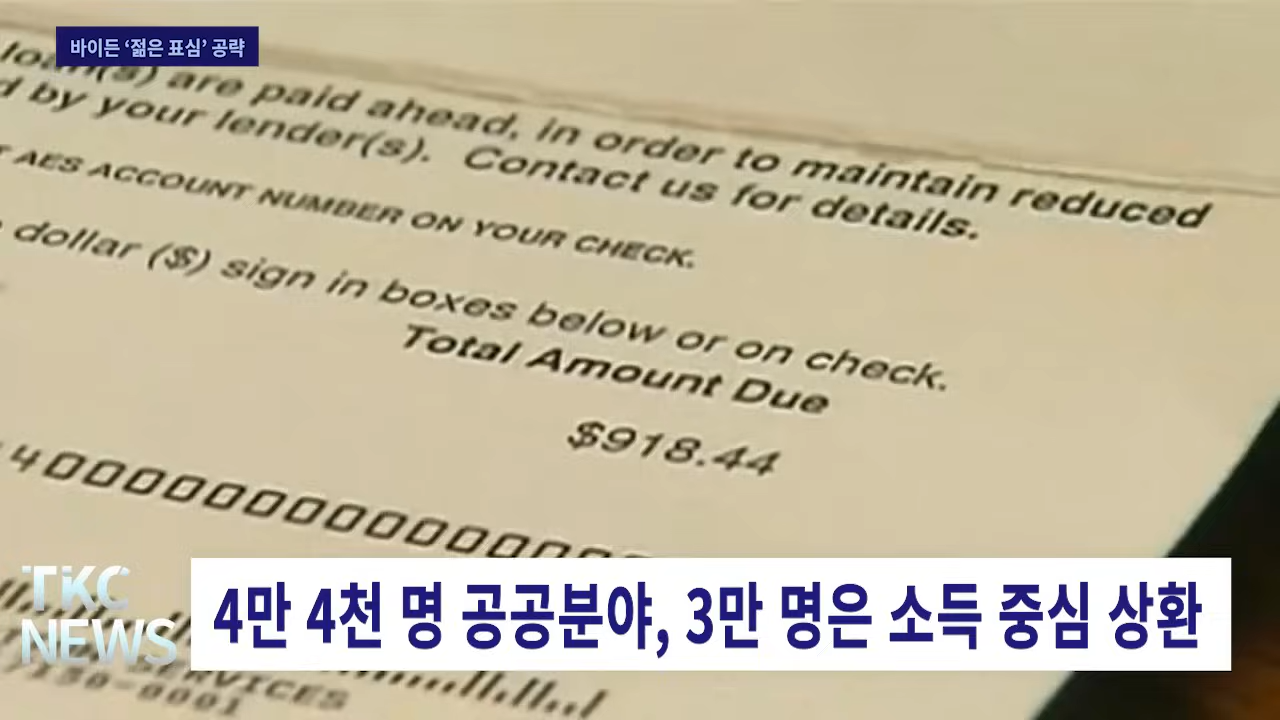 바이든 ‘젊은 표심’ 공략
loan(s) are paid ahead, in order to maintain reduced
d by your lender(s). Contact us for details.
T AES ACCOUNT NUMBER ON YOUR CHECK.
dollar ($) sign in boxes below or on check.
Total Amount Due
$918.44
TKC
NEWS
4만 4천 명 공공분야, 3만 명은 소득 중심 상환